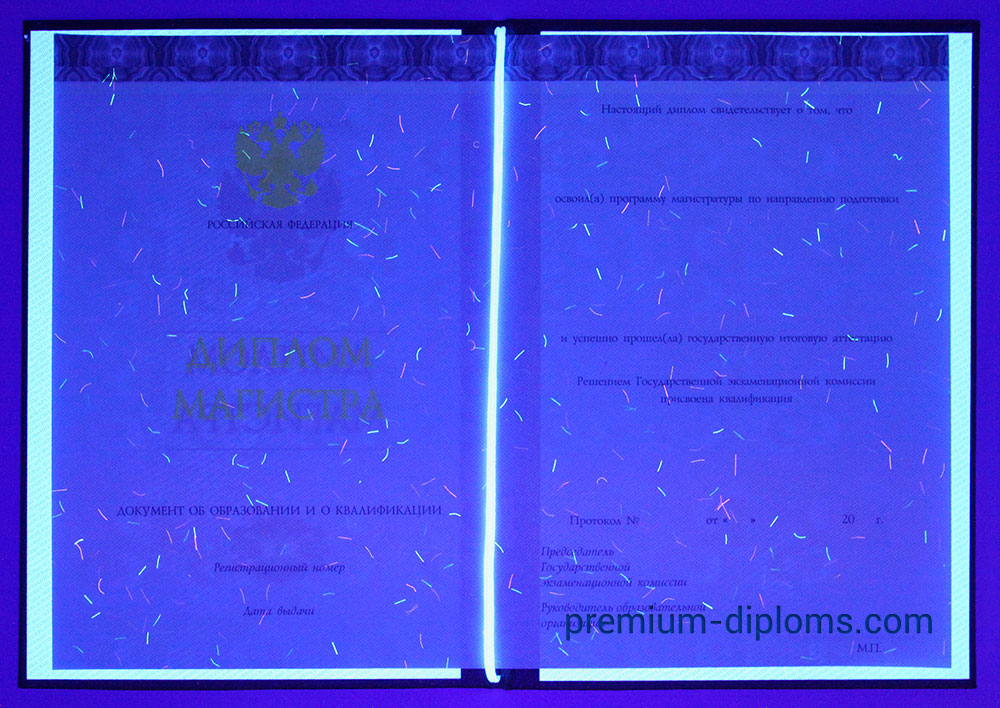 РОССИЙСКАЯ ФЕДЕРАЦИЯ
ДИПЛОМ
МАГИСТРА
ДОКУМЕНТ ОБ ОБРАЗОВАНИИ И О КВАЛИФИКАЦИИ
Регистрационный номер
Дата выдачи
Настоящий диплом свидетельствует о том, что
освоил(а) программу магистратуры по направлению подготовки
и успешно прошел(ла) государственную итоговую аттестацию
Решением Государственной экзаменационной комиссии
присвоена квалификация
Протокол № от « » 20 г.
Председатель
Государственной
экзаменационной комиссии
Руководитель образовательной
организации
premium-diploms.com
М.П.